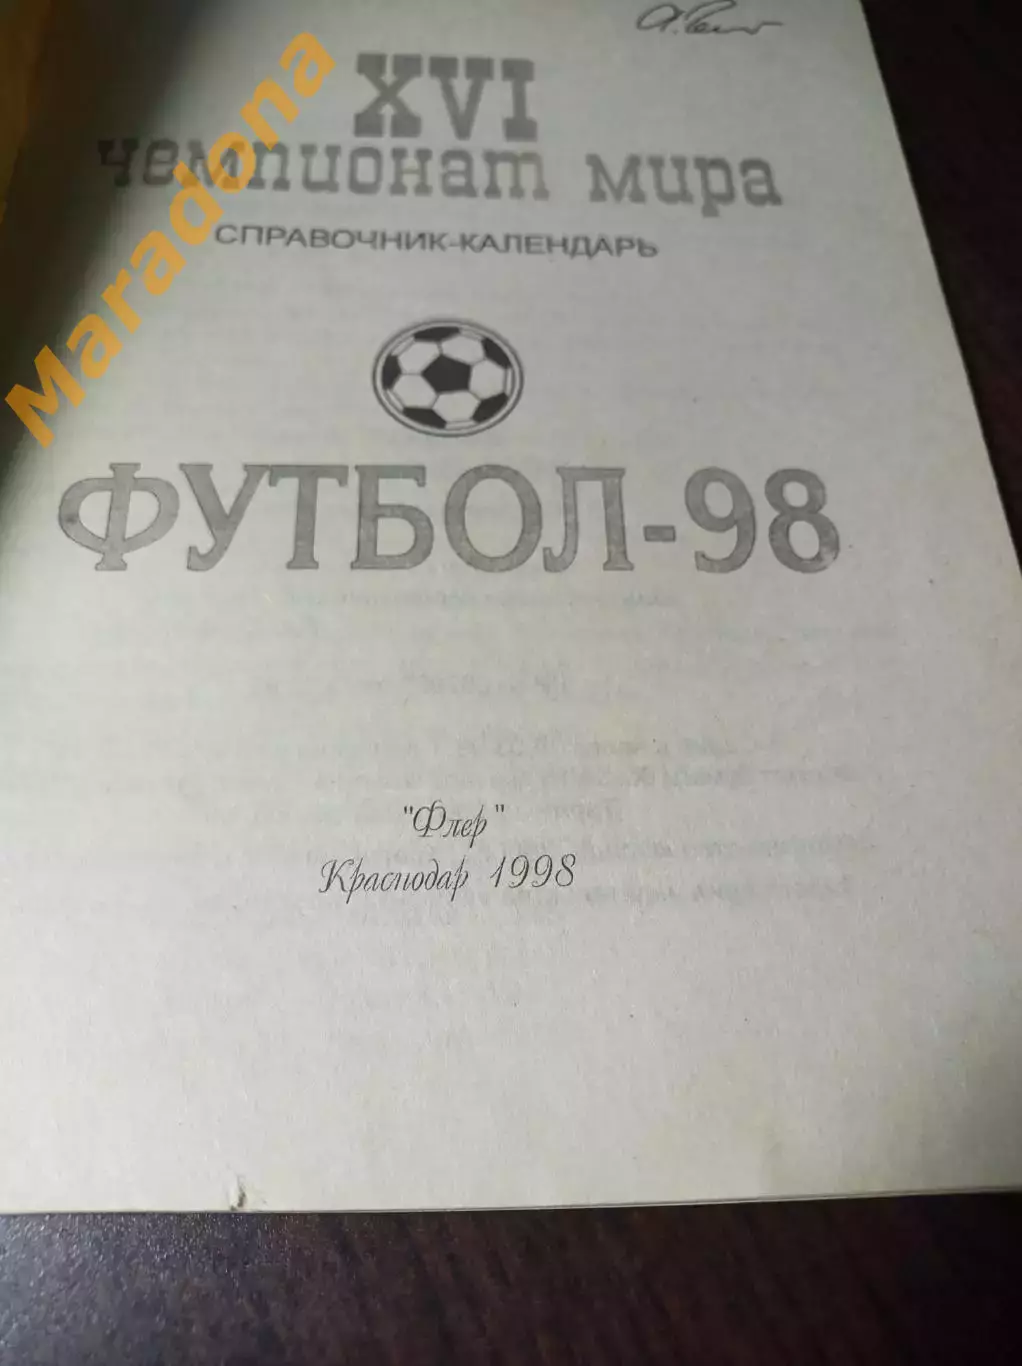 XVI
чемпионат мира
СПРАВОЧНИК-КАЛЕНДАРЬ
ФУТБОЛ-98
"Флер"
Краснодар 1998
Maradona